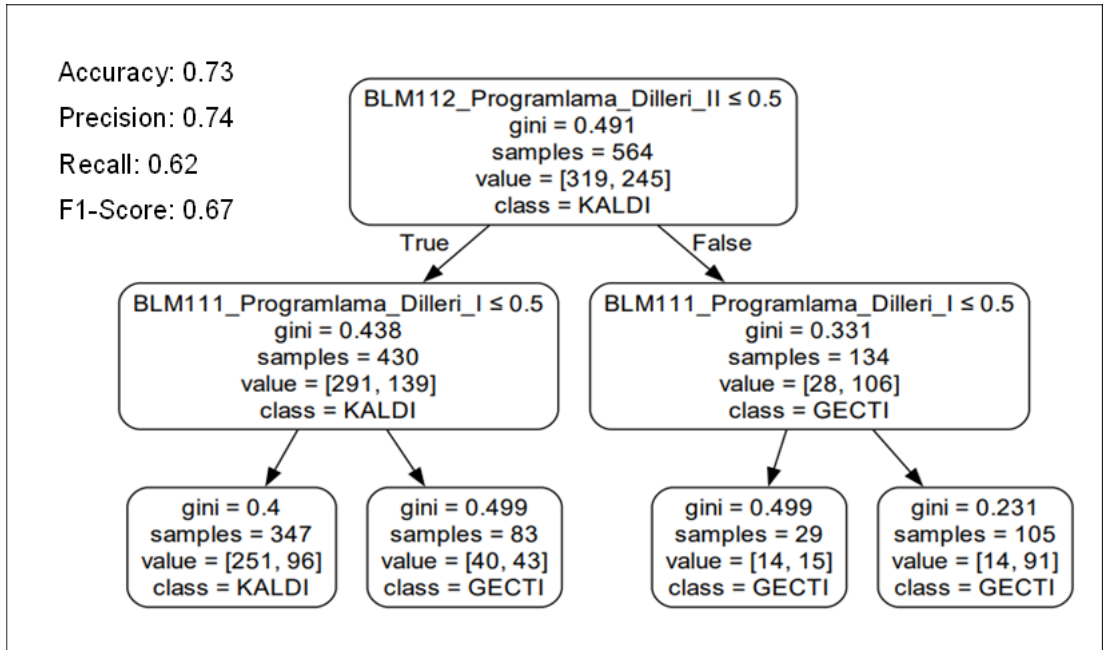 Accuracy: 0.73
Precision: 0.74
Recall: 0.62
F1-Score: 0.67
BLM112_Programlama_Dilleri_II ≤ 0.5
gini = 0.491
samples = 564
value = [319, 245]
class = KALDI
True
False
BLM111_Programlama_Dilleri_I ≤ 0.5
gini = 0.438
samples = 430
value = [291, 139]
class = KALDI
BLM111_Programlama_Dilleri_I ≤ 0.5
gini = 0.331
samples = 134
value = [28, 106]
class = GECTI
gini = 0.4
samples = 347
value = [251, 96]
class = KALDI
gini = 0.499
samples = 83
value = [40, 43]
class = GECTI
gini = 0.499
samples = 29
value = [14, 15]
class = GECTI
gini = 0.231
samples = 105
value = [14, 91]
class = GECTI